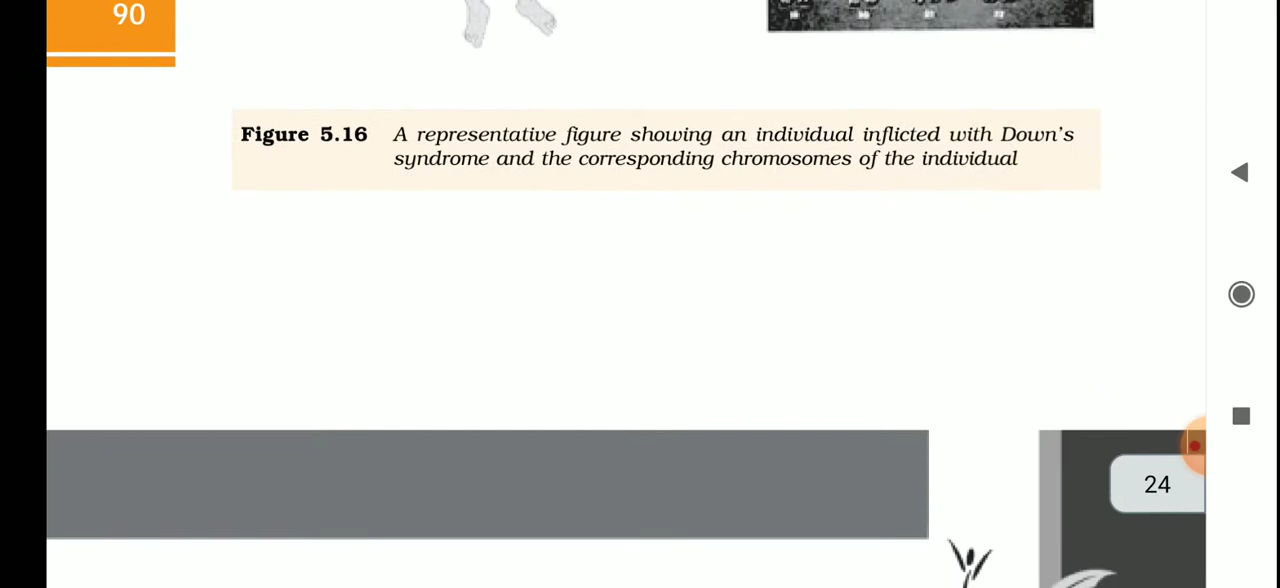 90
Figure 5.16 A representative figure showing an individual inflicted with Down's
syndrome and the corresponding chromosomes of the individual
24